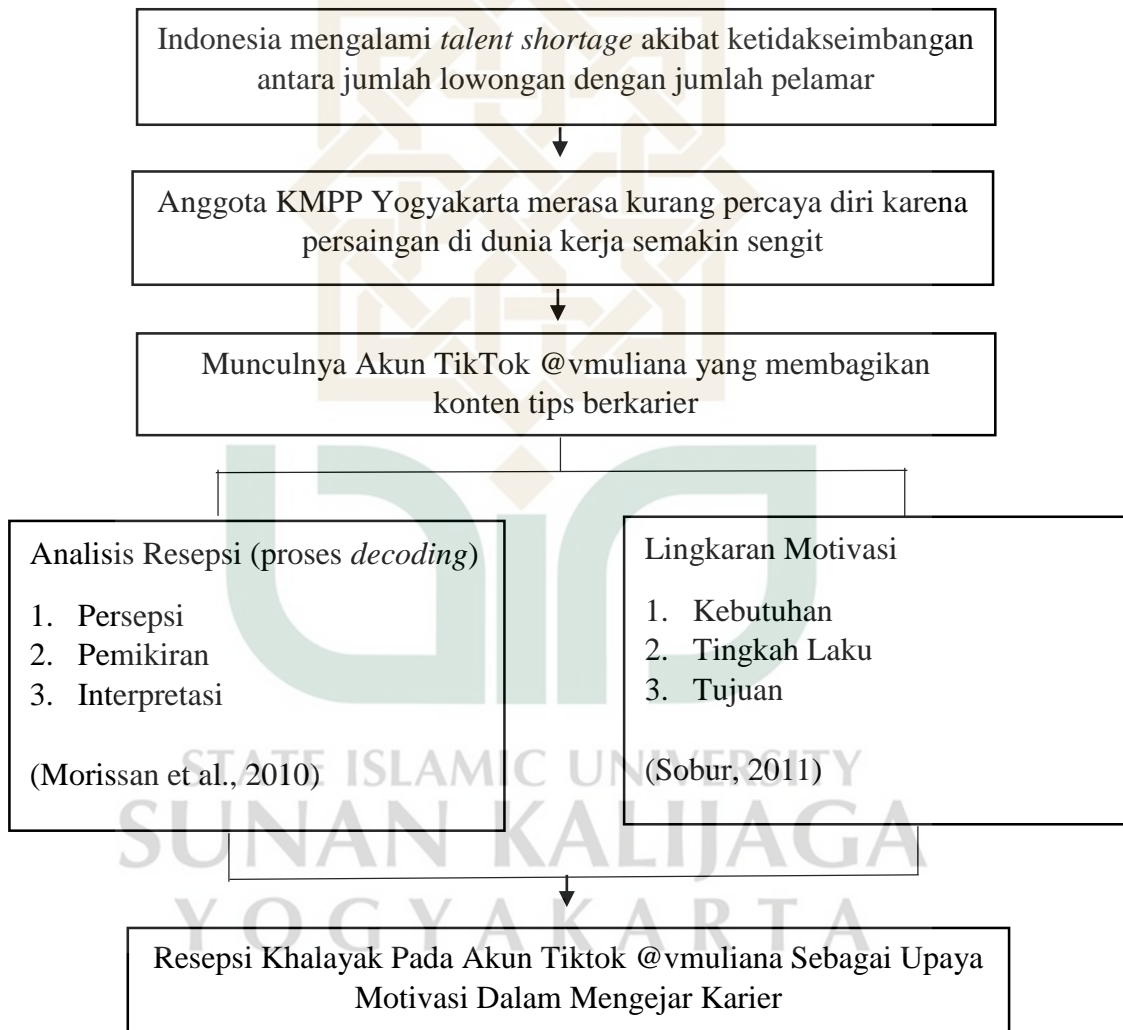 Indonesia mengalami talent shortage akibat ketidakseimbangan
antara jumlah lowongan dengan jumlah pelamar
Anggota KMPP Yogyakarta merasa kurang percaya diri karena
persaingan di dunia kerja semakin sengit
Munculnya Akun TikTok @vmuliana yang membagikan
konten tips berkarier
Analisis Resepsi (proses decoding)
1. Persepsi
2. Pemikiran
3. Interpretasi
(Morissan et al., 2010)
Lingkaran Motivasi
1. Kebutuhan
2. Tingkah Laku
3. Tujuan
(Sobur, 2011)
STATE ISLAMIC UNIVERSITY
SUNAN KALIJAGA
YOGYAKARTA
Resepsi Khalayak Pada Akun Tiktok @vmuliana Sebagai Upaya
Motivasi Dalam Mengejar Karier